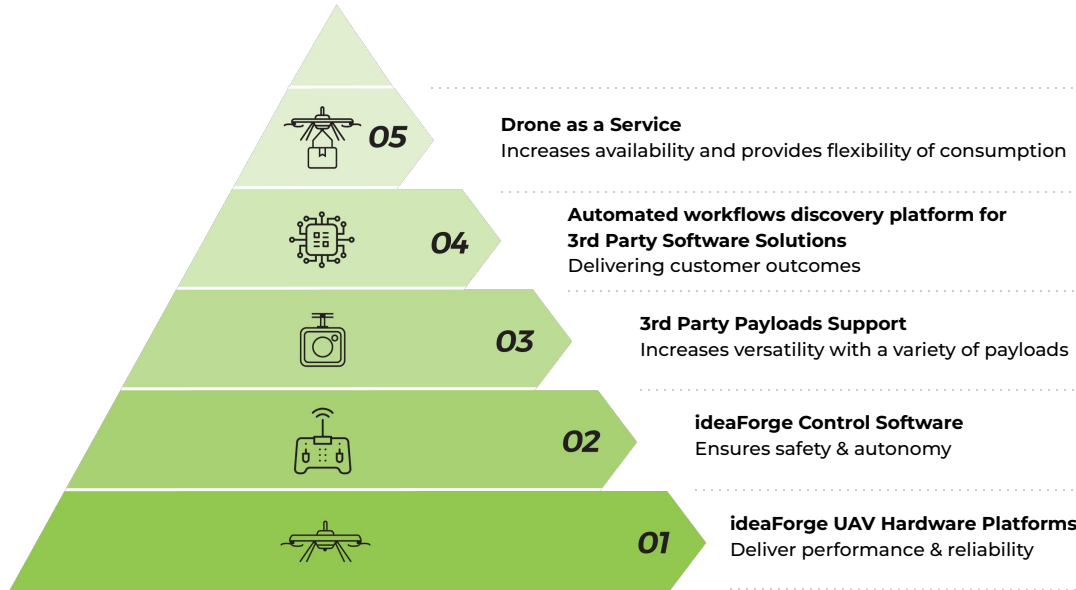 05
Drone as a Service
Increases availability and provides flexibility of consumption
04
Automated workflows discovery platform for
3rd Party Software Solutions
Delivering customer outcomes
03
3rd Party Payloads Support
Increases versatility with a variety of payloads
02
ideaForge Control Software
Ensures safety & autonomy
01
ideaForge UAV Hardware Platforms
Deliver performance & reliability